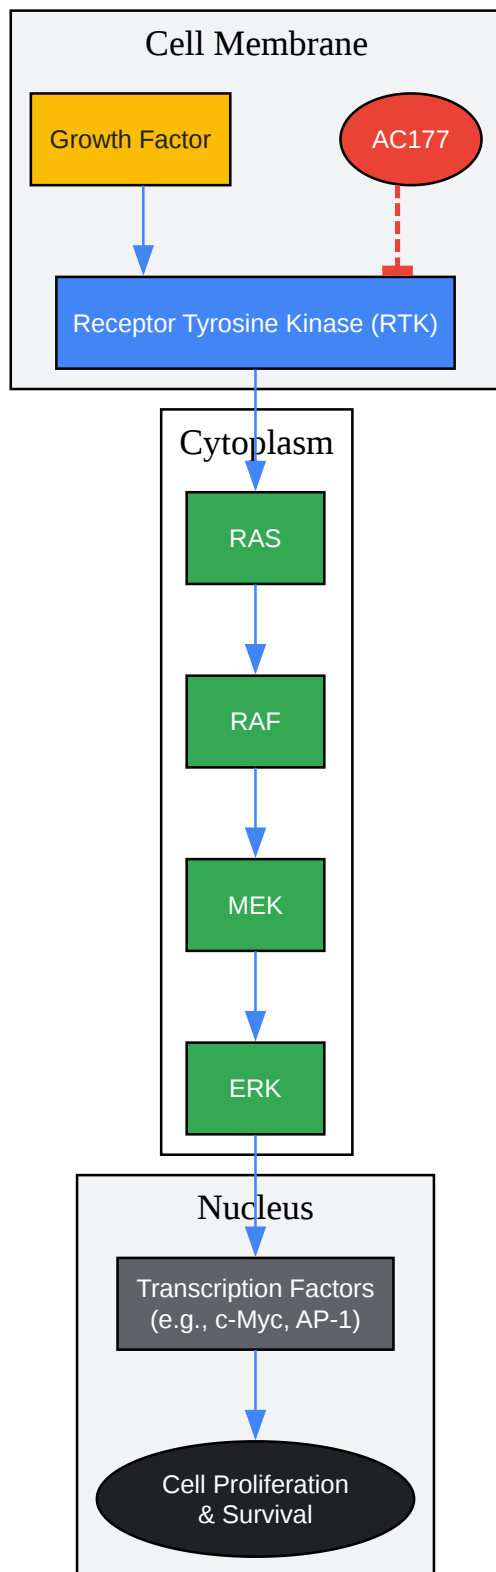 Cell Membrane
Growth Factor
AC177
Receptor Tyrosine Kinase (RTK)
Cytoplasm
RAS
RAF
MEK
ERK
Nucleus
Transcription Factors
(e.g., c-Myc, AP-1)
Cell Proliferation
& Survival